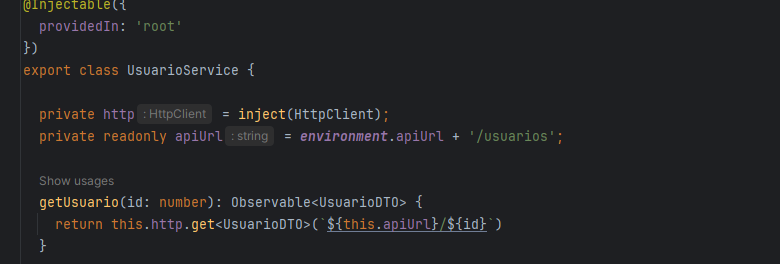 @Injectable({
  providedIn: 'root'
})
export class UsuarioService {
  private http : HttpClient = inject(HttpClient);
  private readonly apiUrl : string = environment.apiUrl + '/usuarios';
  Show usages
  getUsuario(id: number): Observable<UsuarioDTO> {
    return this.http.get<UsuarioDTO>(`${this.apiUrl}/${id}`)
  }